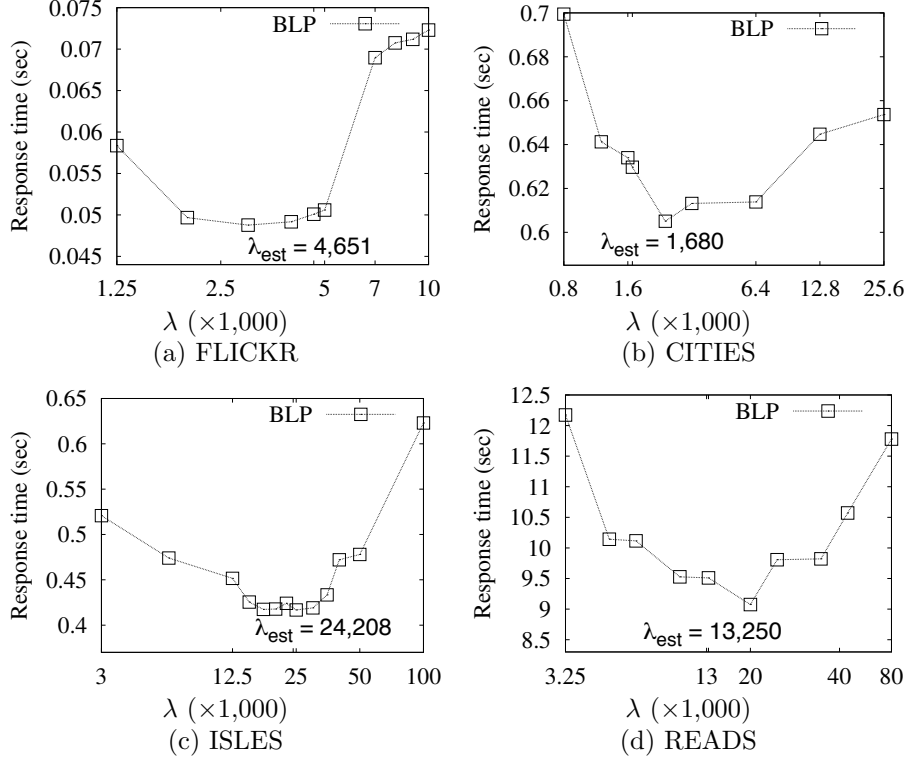 0.075
0.07
0.06
0.05
0.045
Response time (sec)
BLP
λest = 4,651
1.25 2.5 5 7 10
λ (×1,000)
(a) FLICKR
0.7
0.68
0.66
0.64
0.62
0.6
Response time (sec)
BLP
λest = 1,680
0.8 1.6 6.4 12.8 25.6
λ (×1,000)
(b) CITIES
0.65
0.6
0.55
0.5
0.45
0.4
Response time (sec)
BLP
λest = 24,208
3 12.5 25 50 100
λ (×1,000)
(c) ISLES
12.5
12
11.5
11
10.5
10
9.5
9
8.5
Response time (sec)
BLP
λest = 13,250
3.25 13 20 40 80
λ (×1,000)
(d) READS